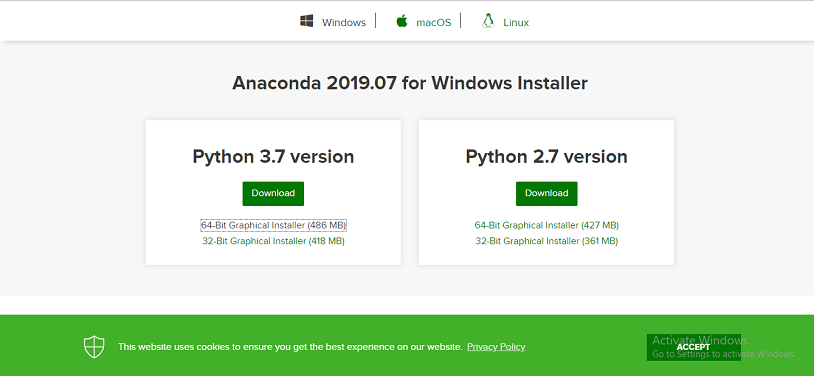 Windows macOS Linux
Anaconda 2019.07 for Windows Installer
Python 3.7 version
Download
64-Bit Graphical Installer (486 MB)
32-Bit Graphical Installer (418 MB)
Python 2.7 version
Download
64-Bit Graphical Installer (427 MB)
32-Bit Graphical Installer (361 MB)
This website uses cookies to ensure you get the best experience on our website. Privacy Policy
ACCEPT
Activate Windows
Go to Settings to activate Windows.